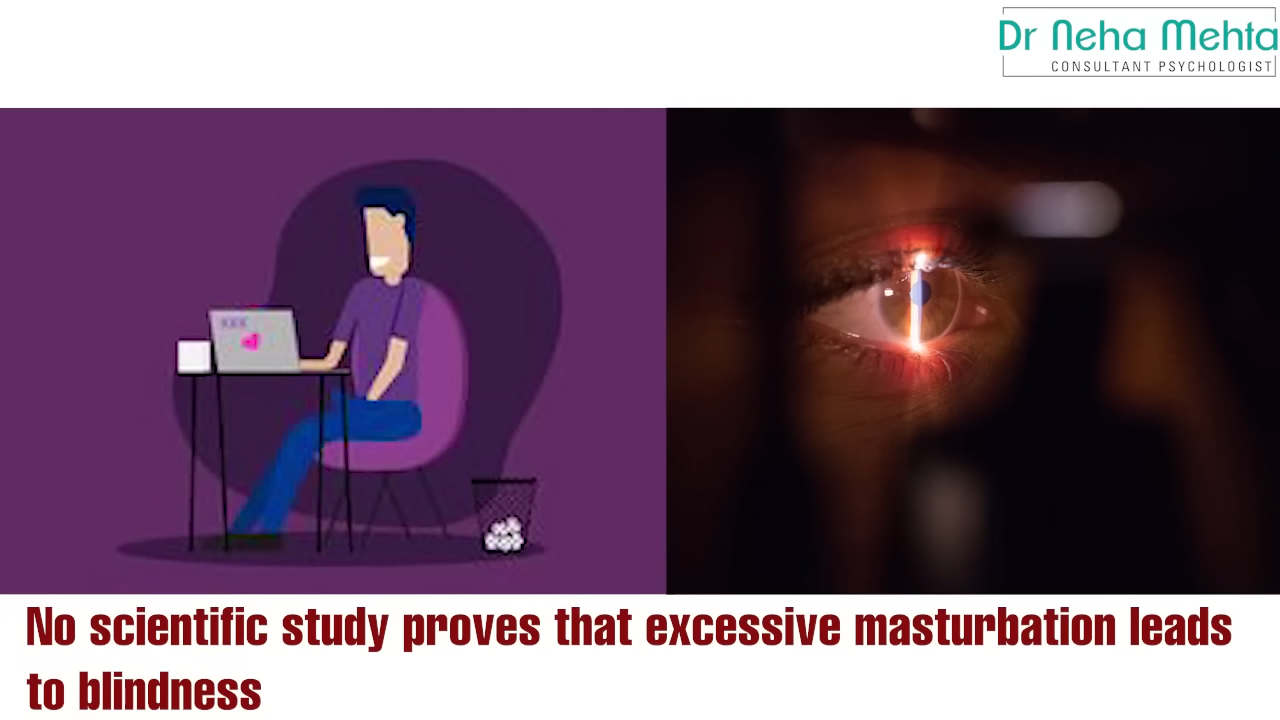 Dr Neha Mehta
CONSULTANT PSYCHOLOGIST
XXX
No scientific study proves that excessive masturbation leads
to blindness